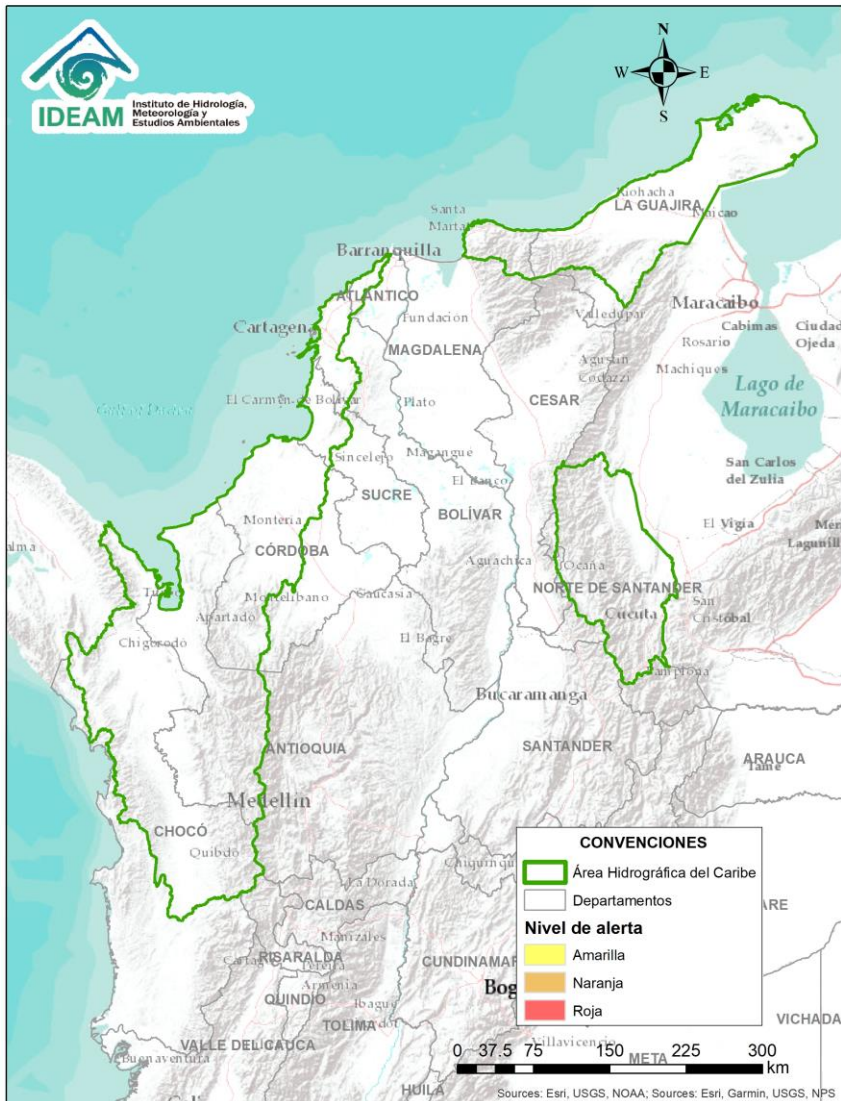 IDEAM
Instituto de Hidrología,
Meteorología y
Estudios Ambientales
N
W
E
S
Riohacha
LA GUAJIRA
Maicao
Santa
Marta
Barranquilla
ATLÁNTICO
Cartagena
Fundación
MAGDALENA
Valledupar
Maracaibo
Cabimas
Ciudad
Ojeda
Rosario
Machiques
Agustín
Codazzi
CESAR
Lago de
Maracaibo
El Carmen de Bolívar
Plato
Sincelejo
Magangué
El Banco
SUCRE
BOLÍVAR
San Carlos
del Zulia
El Vigía
Montería
CÓRDOBA
Aguachica
Ocaña
NORTE DE SANTANDER
Cúcuta
San
Cristóbal
Montelibano
Caucasia
Apartadó
El Bagre
Chigorodó
Bucaramanga
Pamplona
ANTIOQUIA
SANTANDER
ARAUCA
Tame
Medellín
CHOCÓ
Quibdó
La Dorada
CALDAS
Manizales
RISARALDA
Pereira
Armenia
QUINDIO
Ibagué
TOLIMA
VALLE DEL CAUCA
Buenaventura
HUILA
Villavicencio
META
VICHADA
CONVENCIONES
Área Hidrográfica del Caribe
Departamentos
Nivel de alerta
Amarilla
Naranja
Roja
0 37.5 75 150 225 300
km
Sources: Esri, USGS, NOAA; Sources: Esri, Garmin, USGS, NPS